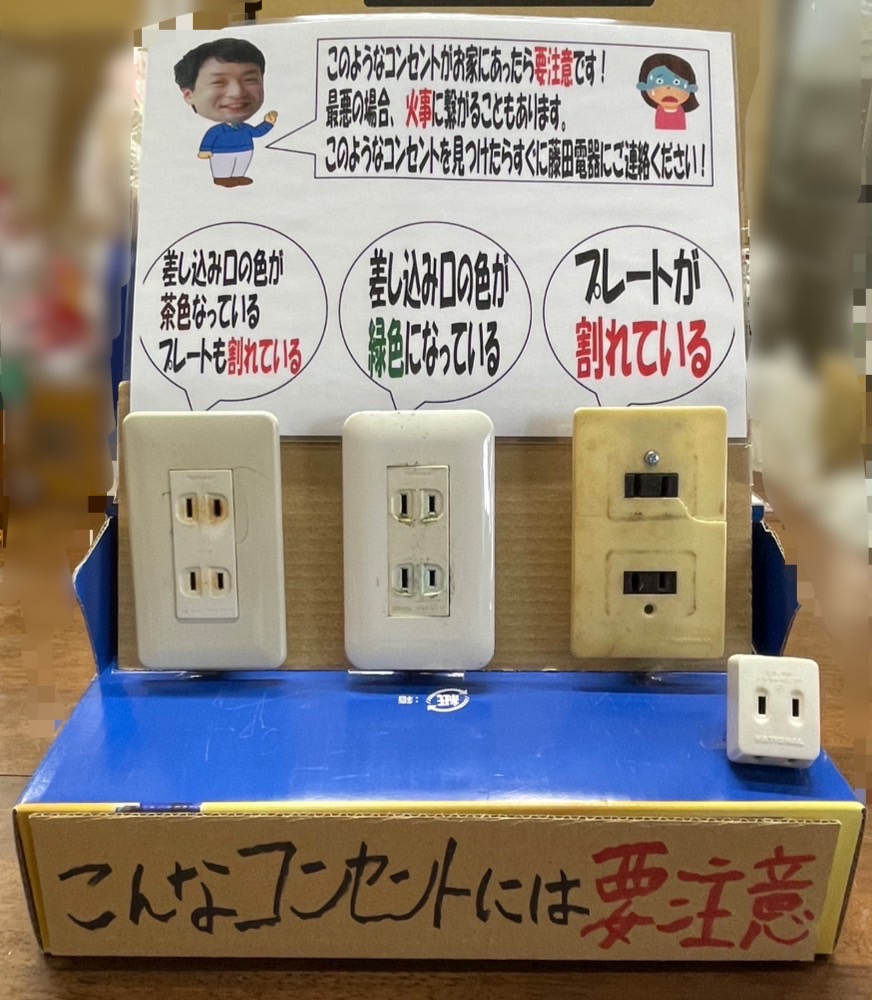 このようなコンセントがお家にあったら要注意です！
最悪の場合、火事に繋がることもあります。
このようなコンセントを見つけたらすぐに藤田電器にご連絡ください！
差し込み口の色が
茶色なっている
プレートも割れている
差し込み口の色が
緑色になっている
プレートが
割れている
紙
：箱
NATIONAL
こんなコンセントには要注意